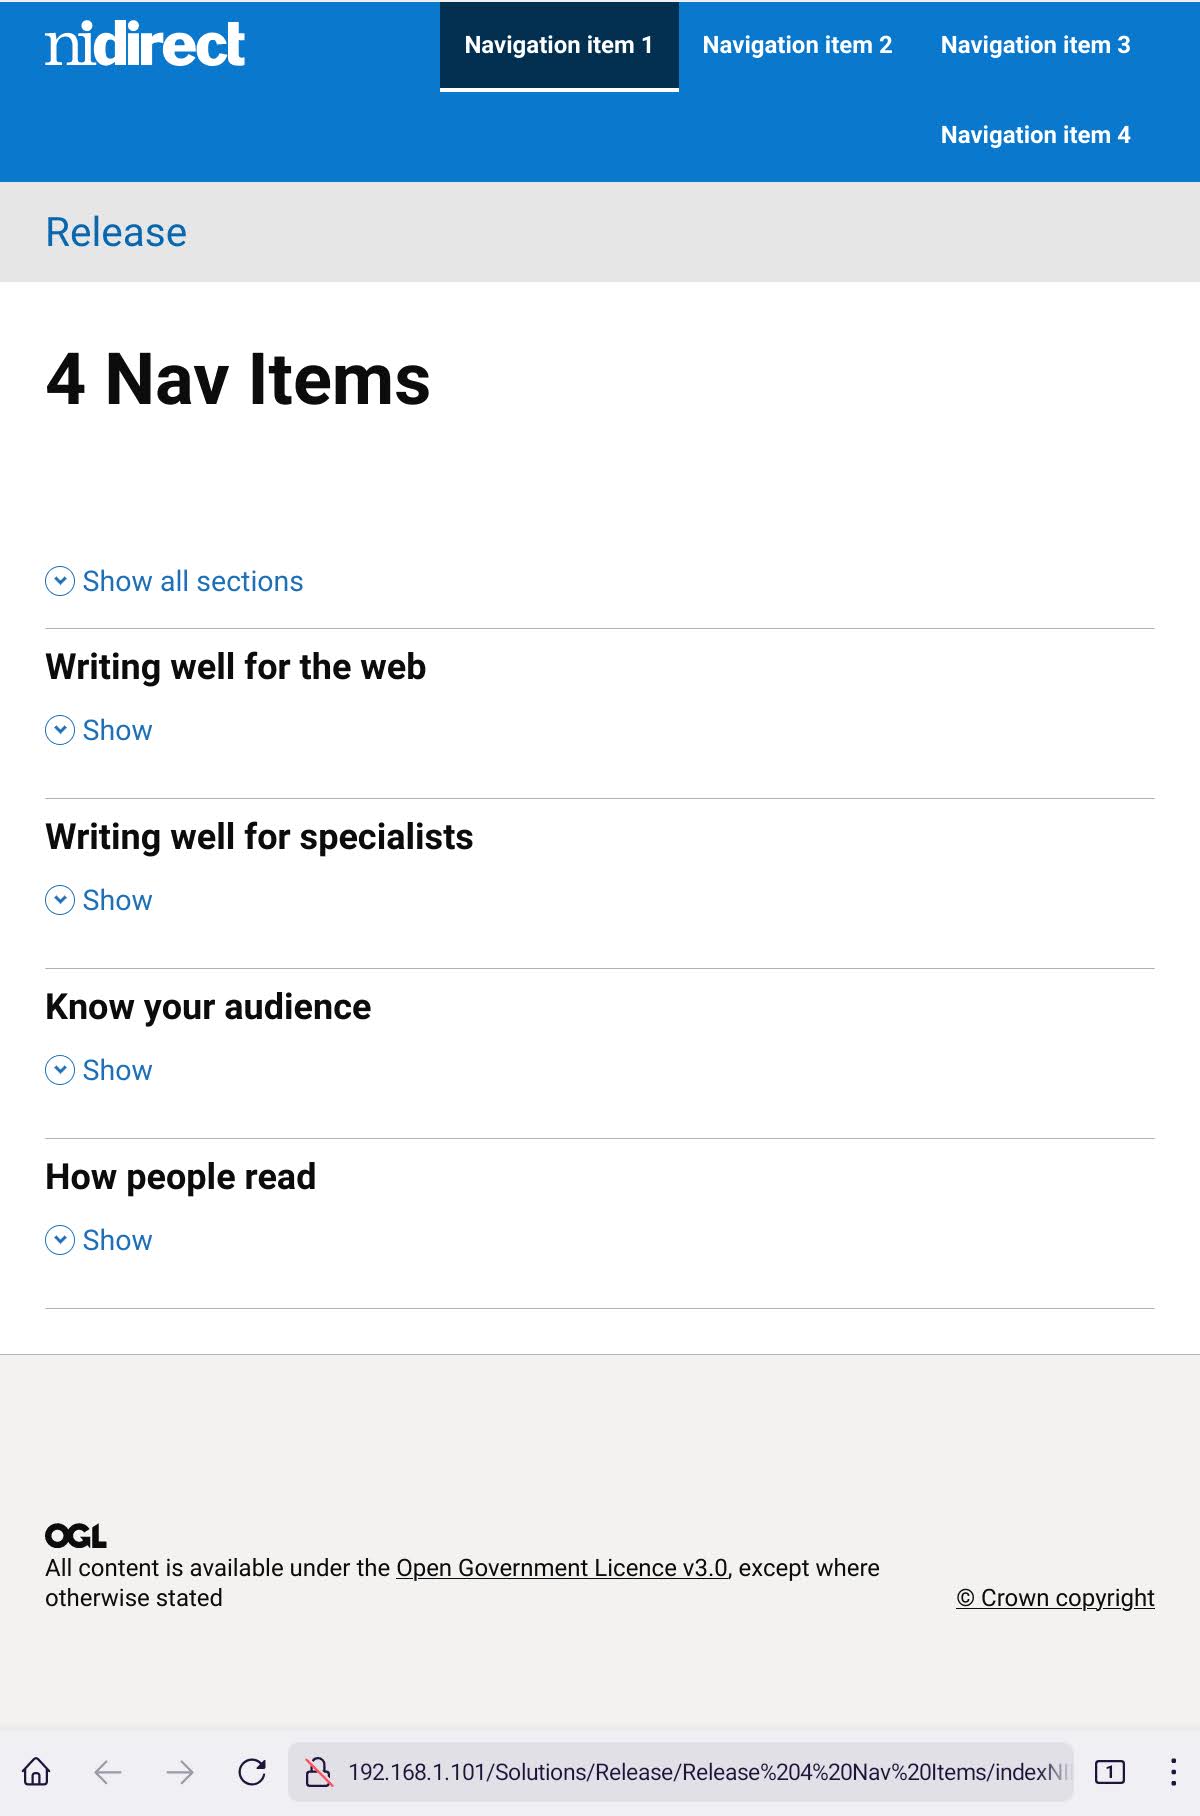 nidirect
Navigation item 1
Navigation item 2
Navigation item 3
Navigation item 4
Release
4 Nav Items
Show all sections
Writing well for the web
Show
Writing well for specialists
Show
Know your audience
Show
How people read
Show
OGL
All content is available under the Open Government Licence v3.0, except where
otherwise stated
© Crown copyright
192.168.1.101/Solutions/Release/Release%204%20Nav%20Items/indexNI
1